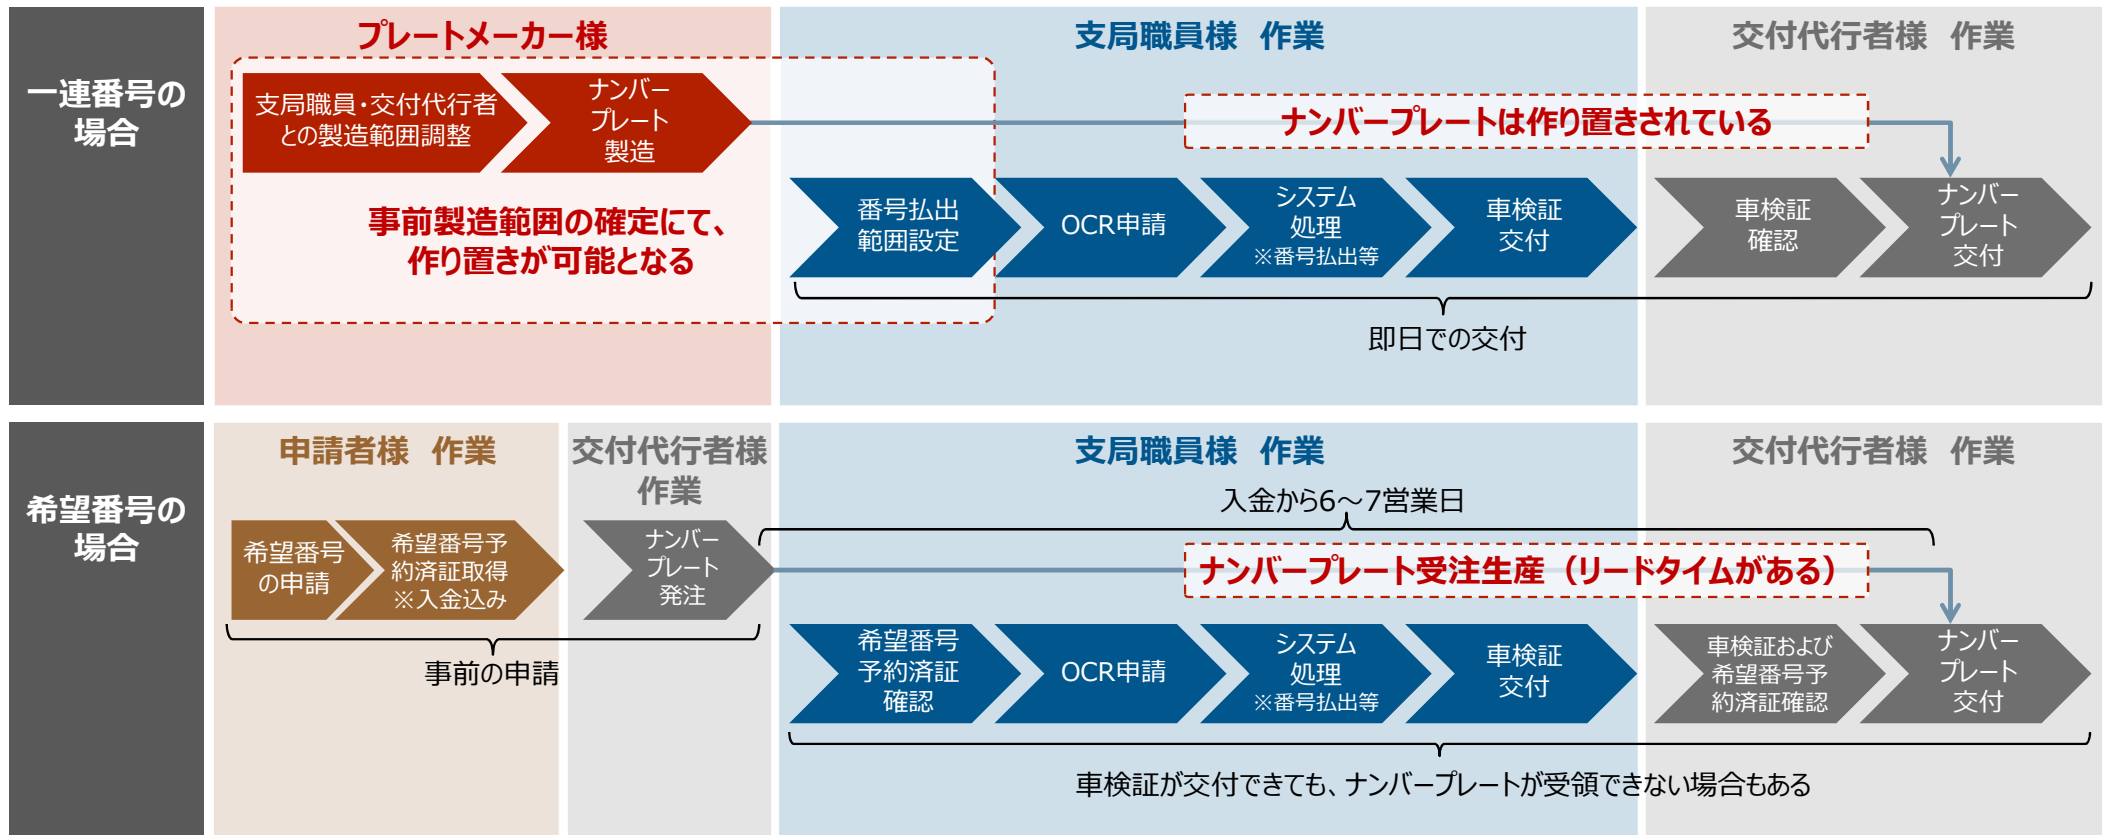 一連番号の
場合
プレートメーカー様
支局職員・交付代行者
との製造範囲調整
ナンバー
プレート
製造
事前製造範囲の確定にて、
作り置きが可能となる
支局職員様 作業
ナンバープレートは作り置きされている
番号払出
範囲設定
OCR申請
システム
処理
※番号払出等
車検証
交付
交付代行者様 作業
車検証
確認
ナンバー
プレート
交付
即日での交付
希望番号の
場合
申請者様 作業
希望番号
の申請
希望番号予
約済証取得
※入金込み
事前の申請
交付代行者様
作業
ナンバー
プレート
発注
支局職員様 作業
入金から6～7営業日
ナンバープレート受注生産（リードタイムがある）
希望番号
予約済証
確認
OCR申請
システム
処理
※番号払出等
車検証
交付
交付代行者様 作業
車検証および
希望番号予
約済証確認
ナンバー
プレート
交付
車検証が交付できても、ナンバープレートが受領できない場合もある